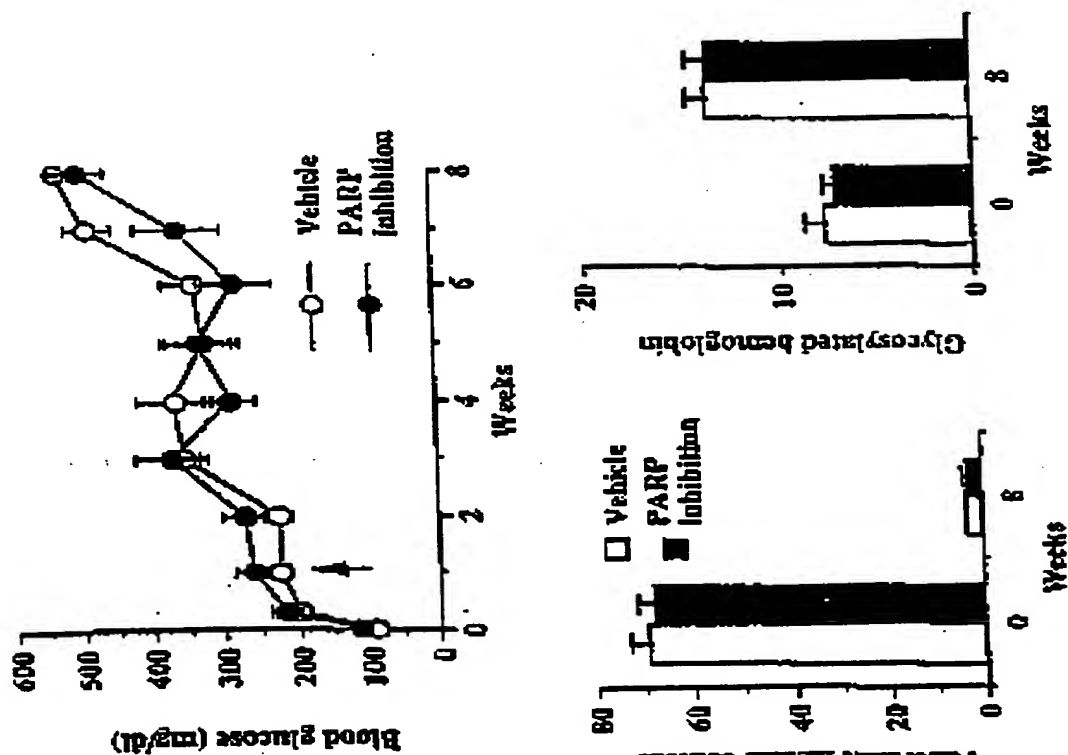 Blood glucose (mg/dl)
600
500
400
300
200
100
0
0
2
4
6
8
Weeks
Vehicle
PARP
Inhibition
80
60
40
20
0
0
8
Weeks
Vehicle
PARP
Inhibition
Glycosylated hemoglobin
20
10
0
0
8
Weeks